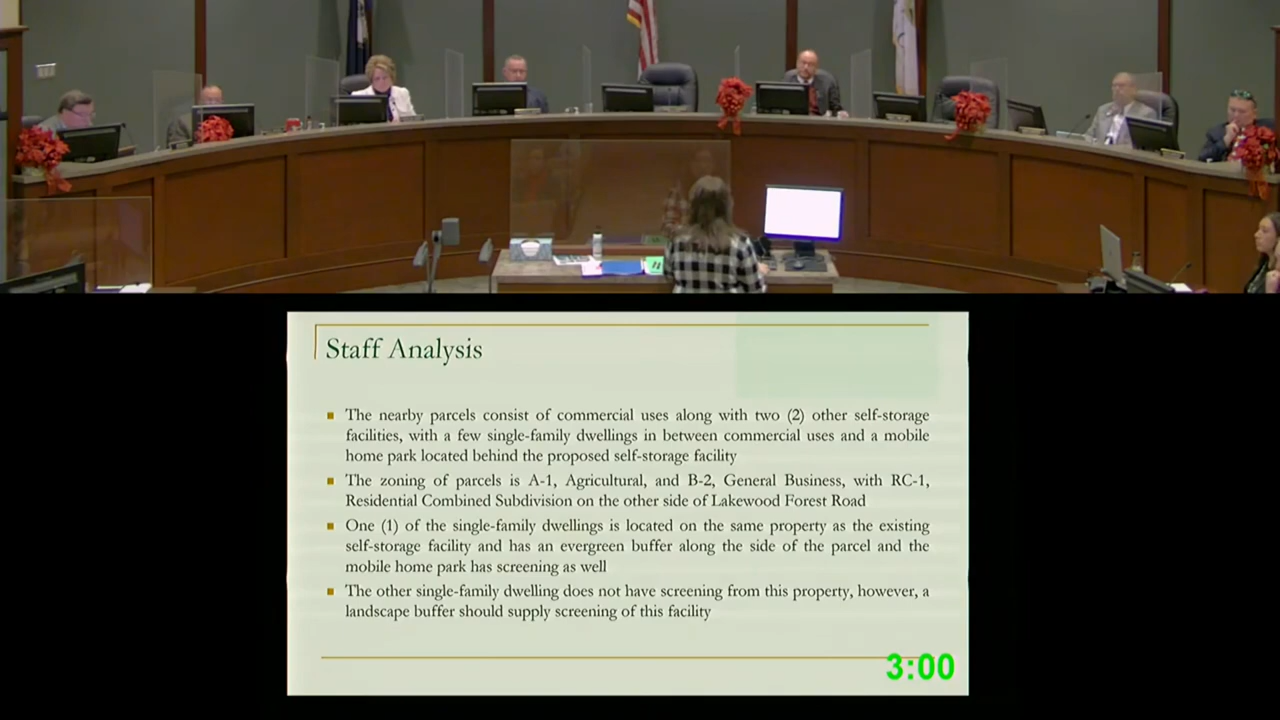 Staff Analysis
The nearby parcels consist of commercial uses along with two (2) other self-storage
facilities, with a few single-family dwellings in between commercial uses and a mobile
home park located behind the proposed self-storage facility
The zoning of parcels is A-1, Agricultural, and B-2, General Business, with RC-1,
Residential Combined Subdivision on the other side of Lakewood Forest Road
One (1) of the single-family dwellings is located on the same property as the existing
self-storage facility and has an evergreen buffer along the side of the parcel and the
mobile home park has screening as well
The other single-family dwelling does not have screening from this property, however, a
landscape buffer should supply screening of this facility
3:00